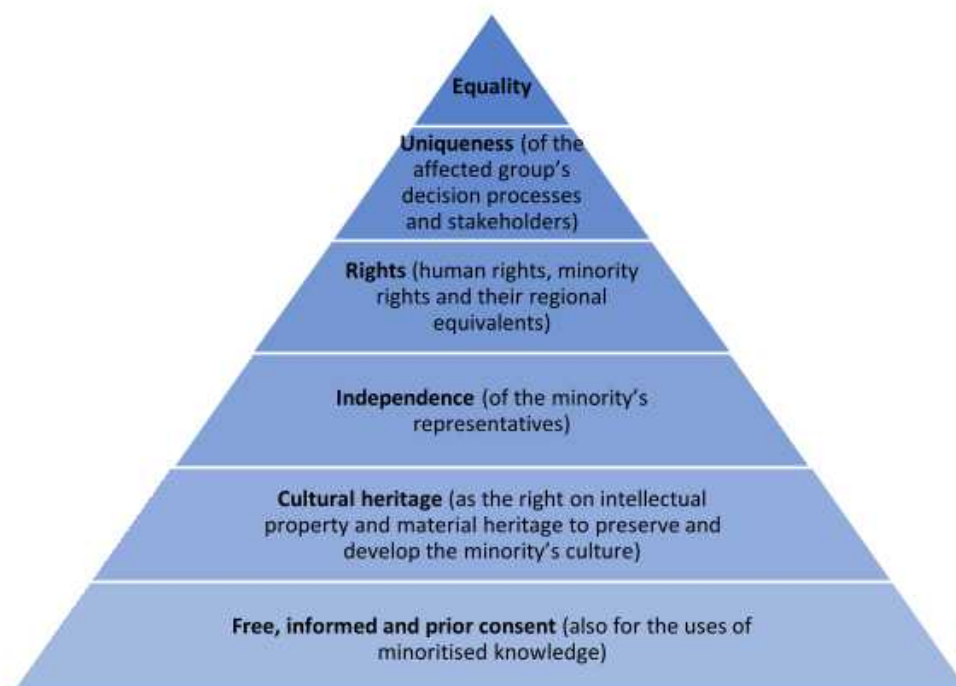 Equality
Uniqueness (of the
affected group's
decision processes
and stakeholders)
Rights (human rights, minority
rights and their regional
equivalents)
Independence (of the minority's
representatives)
Cultural heritage (as the right on intellectual
property and material heritage to preserve and
develop the minority's culture)
Free, informed and prior consent (also for the uses of
minoritised knowledge)